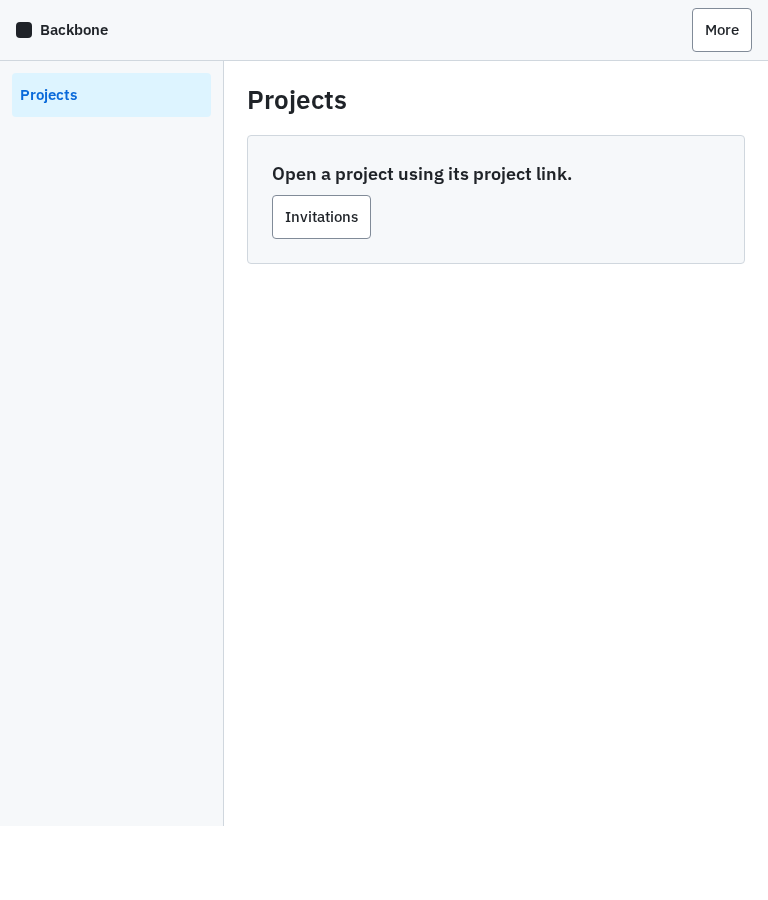 Backbone
More
Projects
Projects
Open a project using its project link.
Invitations